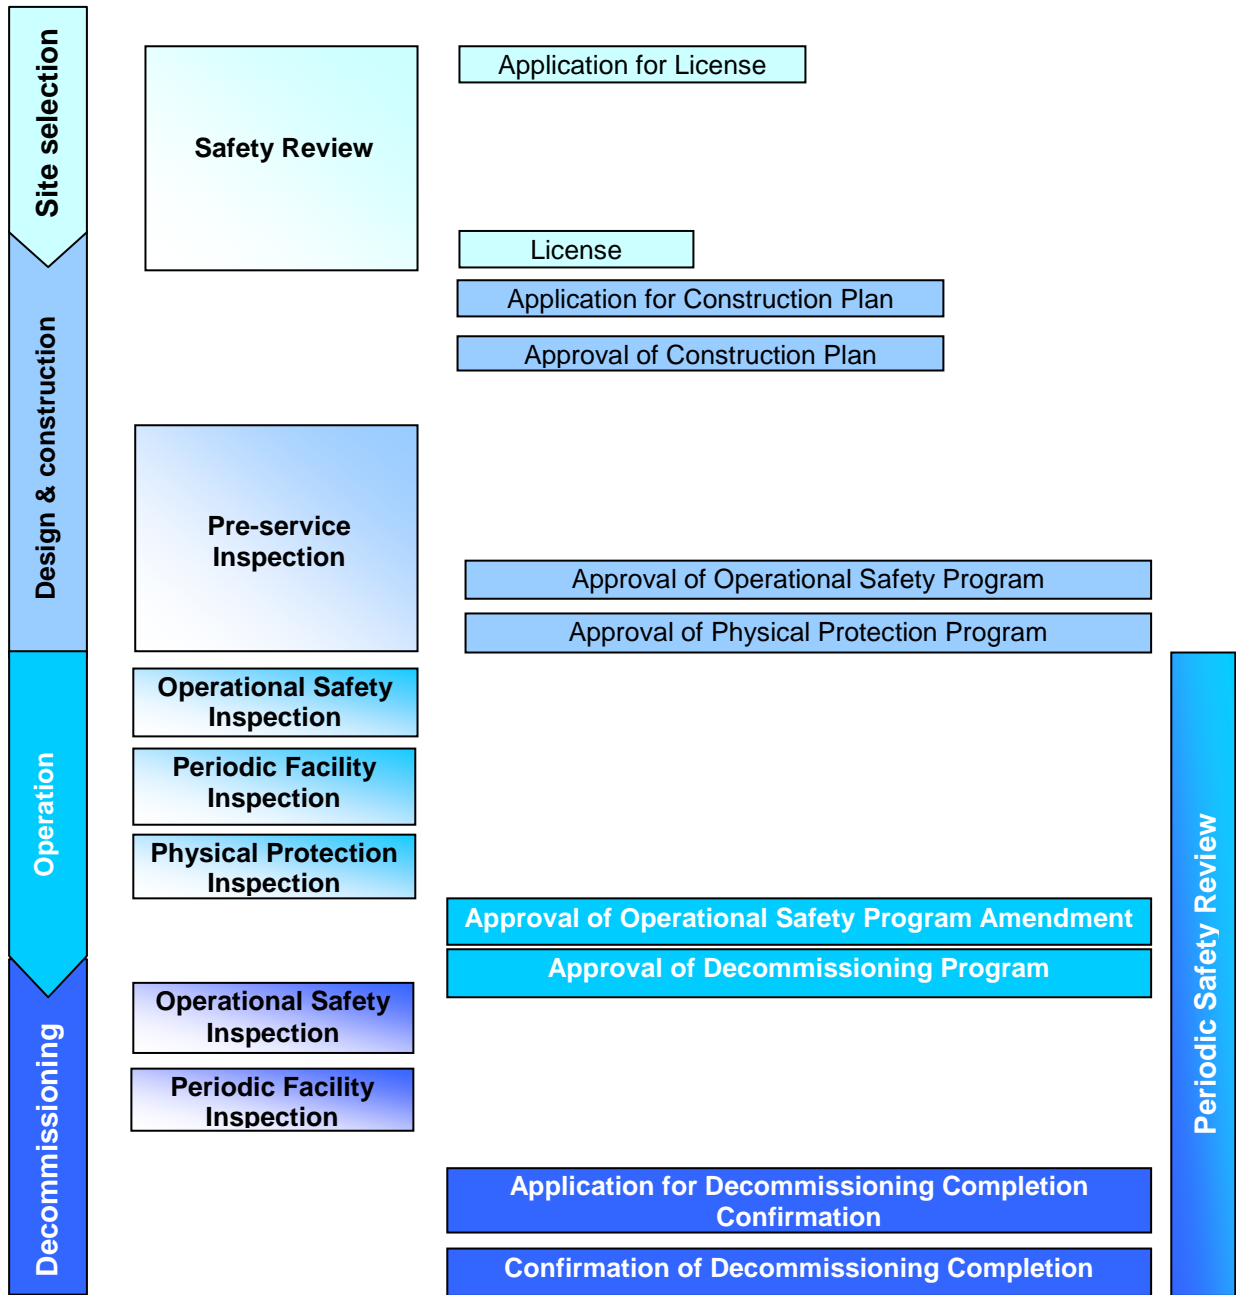 Site selection
Safety Review
Application for License
License
Design & construction
Application for Construction Plan
Approval of Construction Plan
Pre-service
Inspection
Approval of Operational Safety Program
Approval of Physical Protection Program
Operation
Operational Safety
Inspection
Periodic Facility
Inspection
Physical Protection
Inspection
Approval of Operational Safety Program Amendment
Approval of Decommissioning Program
Periodic Safety Review
Decommissioning
Operational Safety
Inspection
Periodic Facility
Inspection
Application for Decommissioning Completion
Confirmation
Confirmation of Decommissioning Completion